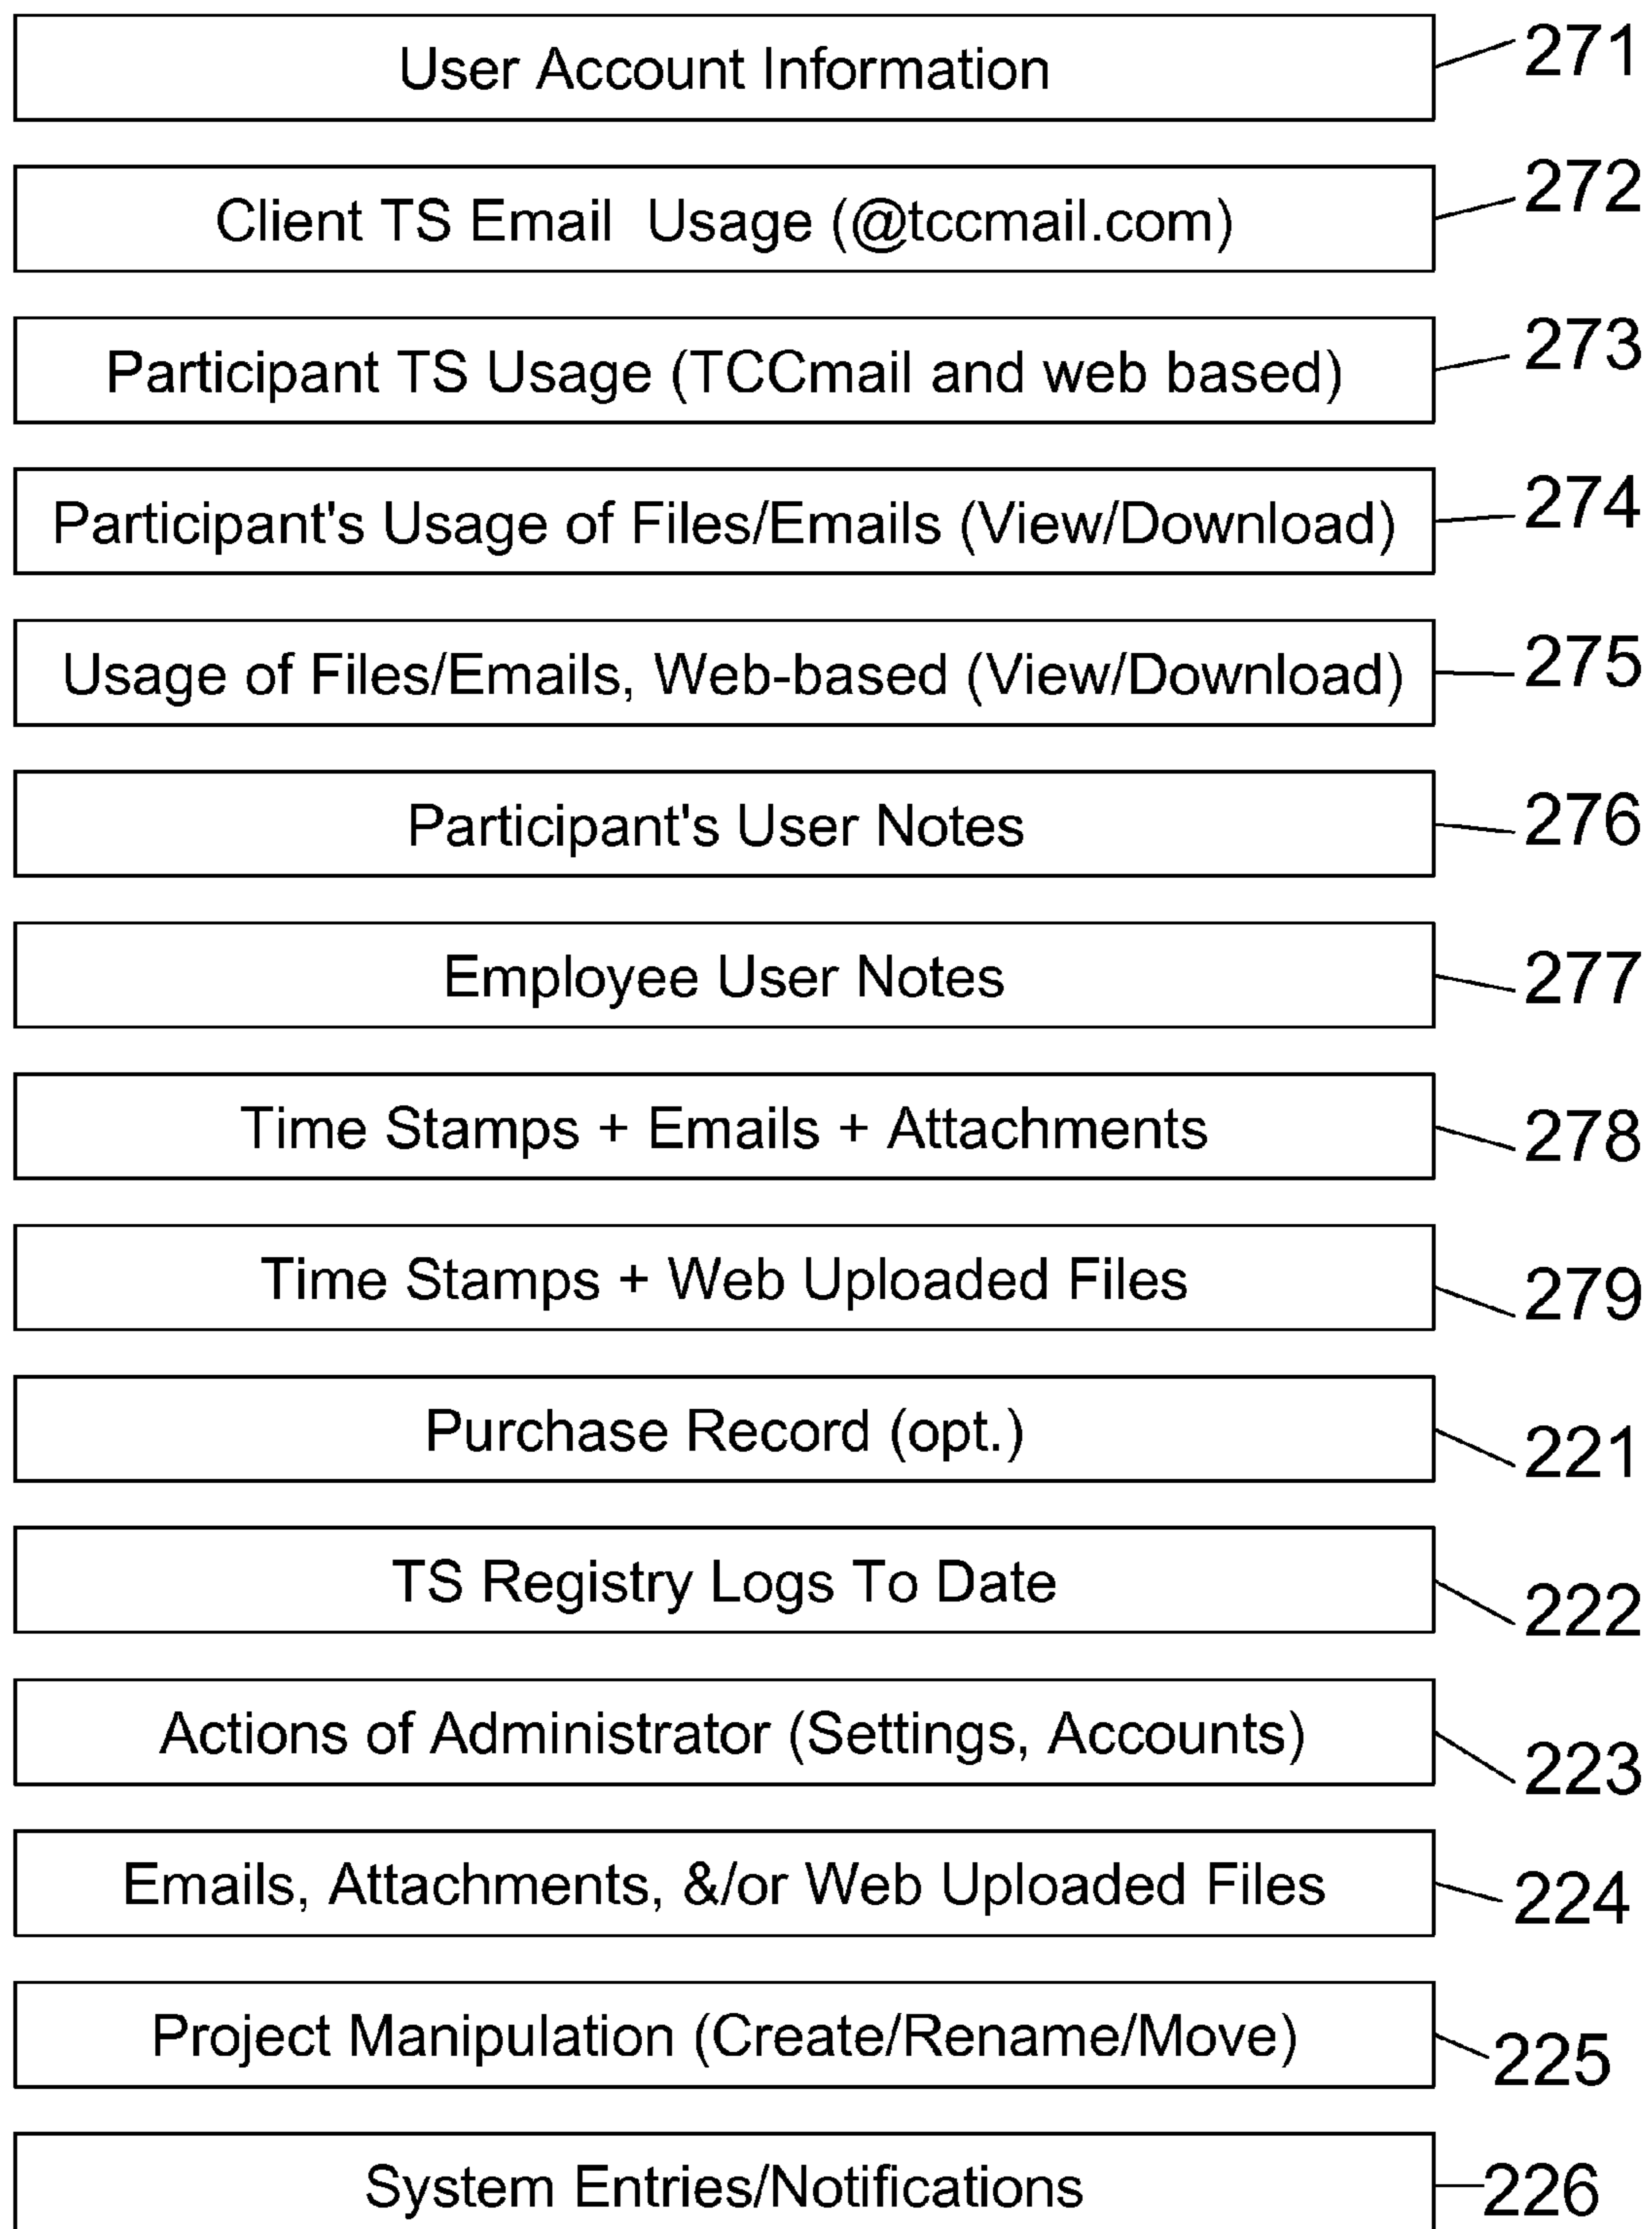 User Account Information 271
Client TS Email  Usage (@tccmail.com) 272
Participant TS Usage (TCCmail and web based) 273
Participant's Usage of Files/Emails (View/Download) 274
Usage of Files/Emails, Web-based (View/Download) 275
Participant's User Notes 276
Employee User Notes 277
Time Stamps + Emails + Attachments 278
Time Stamps + Web Uploaded Files 279
Purchase Record (opt.) 221
TS Registry Logs To Date 222
Actions of Administrator (Settings, Accounts) 223
Emails, Attachments, &/or Web Uploaded Files 224
Project Manipulation (Create/Rename/Move) 225
System Entries/Notifications 226